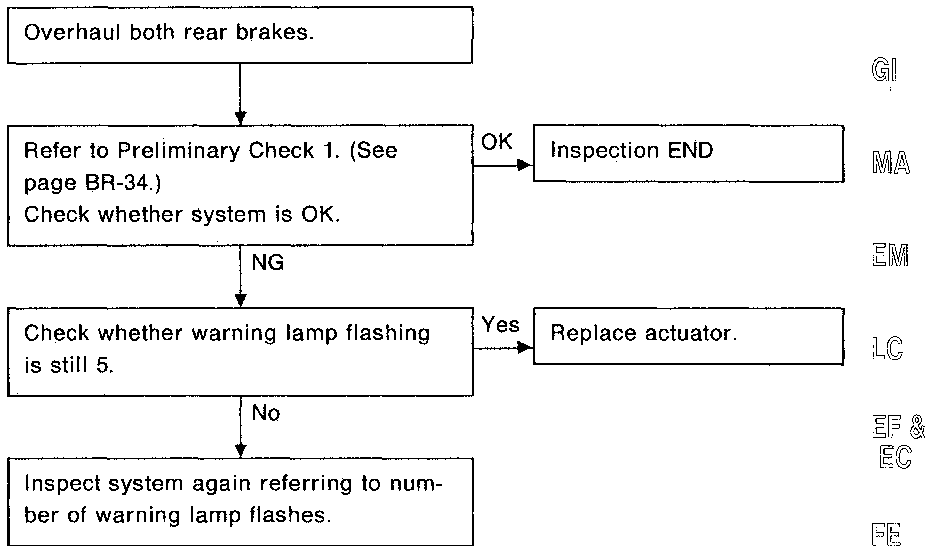 Overhaul both rear brakes.
GI
Refer to Preliminary Check 1. (See
page BR-34.)
Check whether system is OK.
OK
Inspection END
MA
NG
EM
Check whether warning lamp flashing
is still 5.
Yes
Replace actuator.
LC
No
EF &
EC
Inspect system again referring to num-
ber of warning lamp flashes.
FE